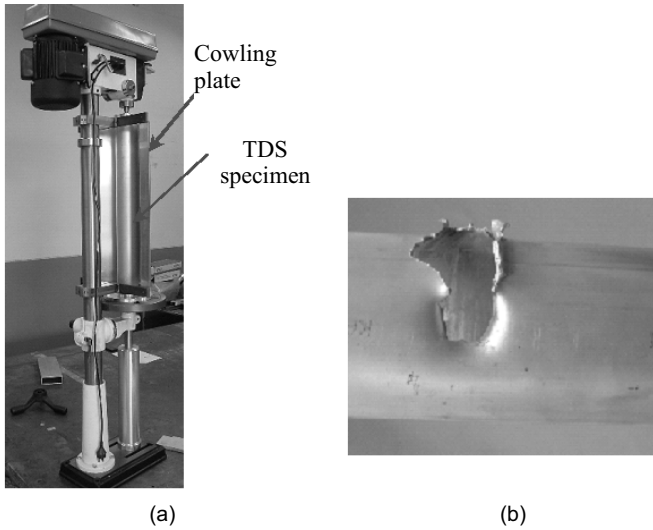 Cowling
plate
TDS
specimen
(a)
(b)